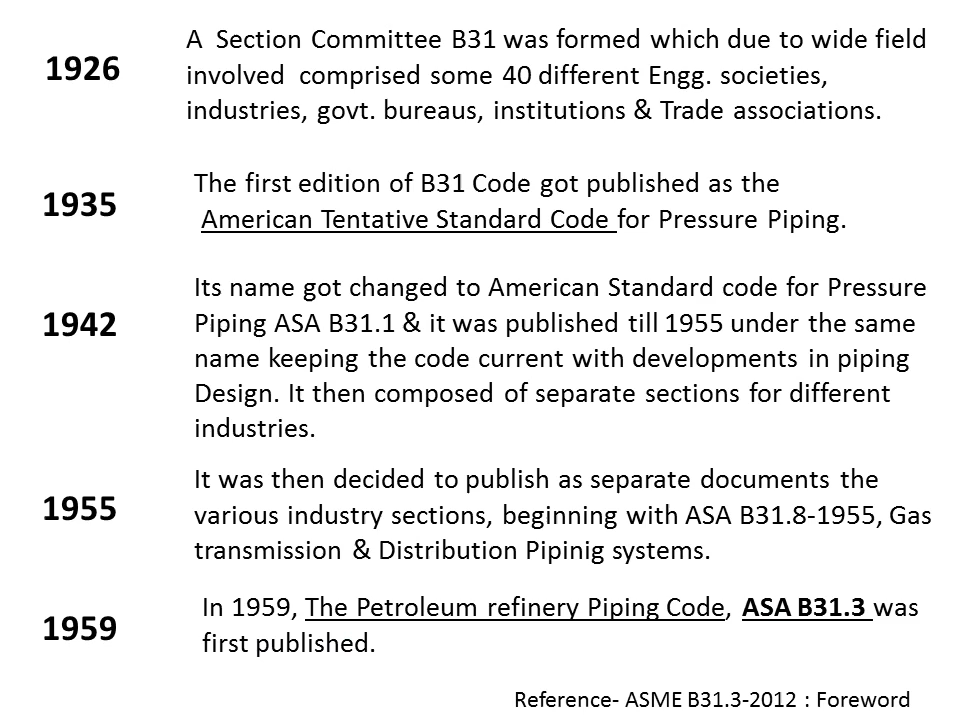 1926
A Section Committee B31 was formed which due to wide field
involved comprised some 40 different Engg. societies,
industries, govt. bureaus, institutions & Trade associations.
1935
The first edition of B31 Code got published as the
American Tentative Standard Code for Pressure Piping.
1942
Its name got changed to American Standard code for Pressure
Piping ASA B31.1 & it was published till 1955 under the same
name keeping the code current with developments in piping
Design. It then composed of separate sections for different
industries.
1955
It was then decided to publish as separate documents the
various industry sections, beginning with ASA B31.8-1955, Gas
transmission & Distribution Pipinig systems.
1959
In 1959, The Petroleum refinery Piping Code, ASA B31.3 was
first published.
Reference- ASME B31.3-2012 : Foreword